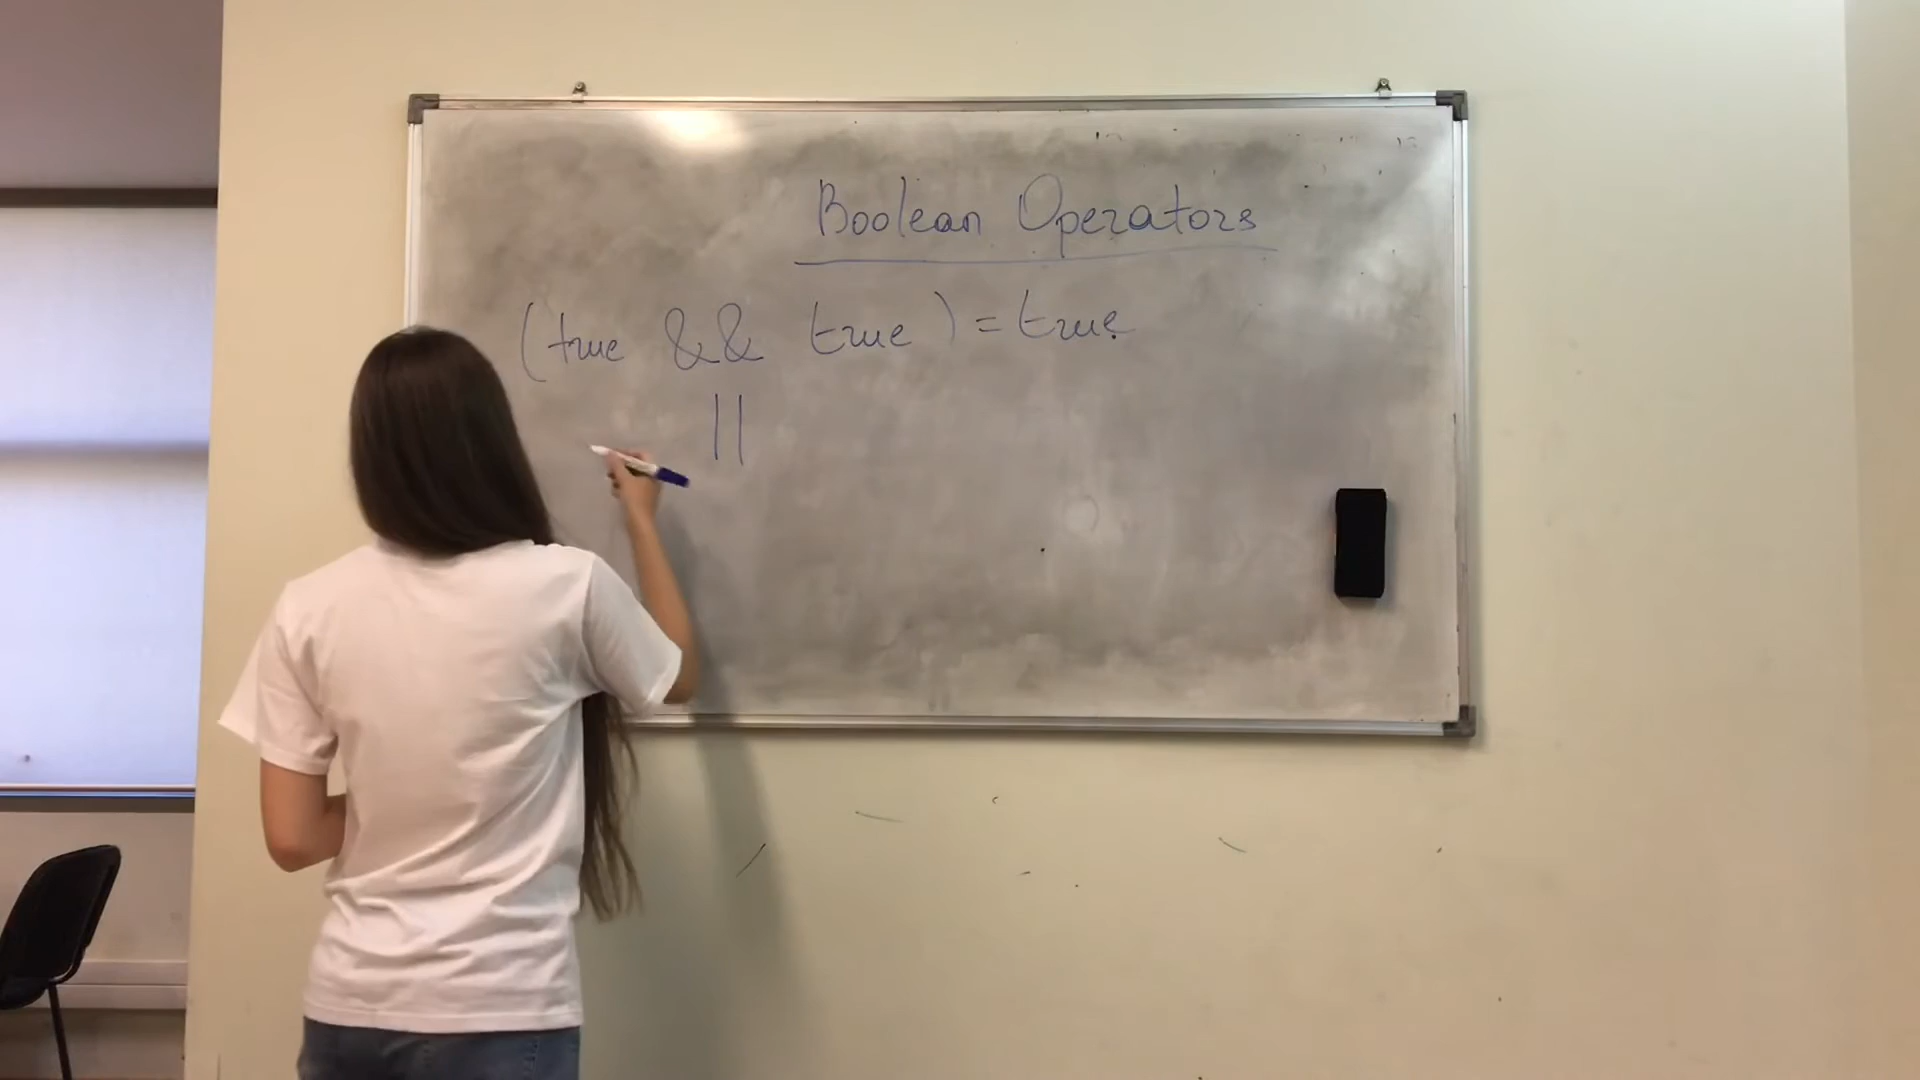 Boolean Operators
(true && true) = true
||